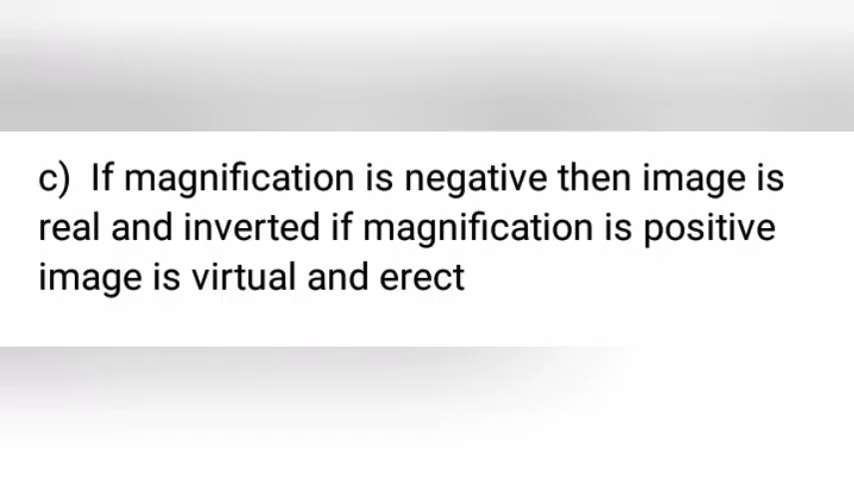 c) If magnification is negative then image is
real and inverted if magnification is positive
image is virtual and erect